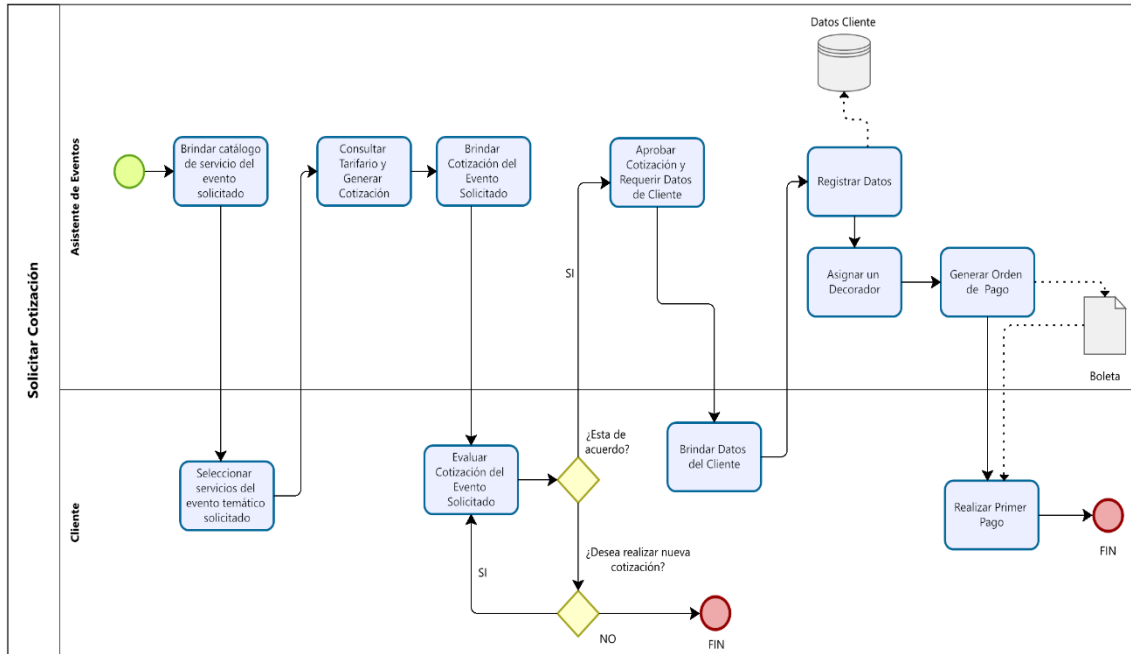 Solicitar Cotización
Asistente de Eventos
Brindar catálogo
de servicio del
evento
solicitado
Consultar
Tarifario y
Generar
Cotización
Brindar
Cotización del
Evento
Solicitado
SI
Aprobar
Cotización y
Requerir Datos
de Cliente
Datos Cliente
Registrar Datos
Asignar un
Decorador
Generar Orden
de Pago
Boleta
Cliente
Seleccionar
servicios del
evento temático
solicitado
Evaluar
Cotización del
Evento
Solicitado
¿Esta de
acuerdo?
Brindar Datos
del Cliente
Realizar Primer
Pago
FIN
¿Desea realizar nueva
cotización?
SI
NO
FIN